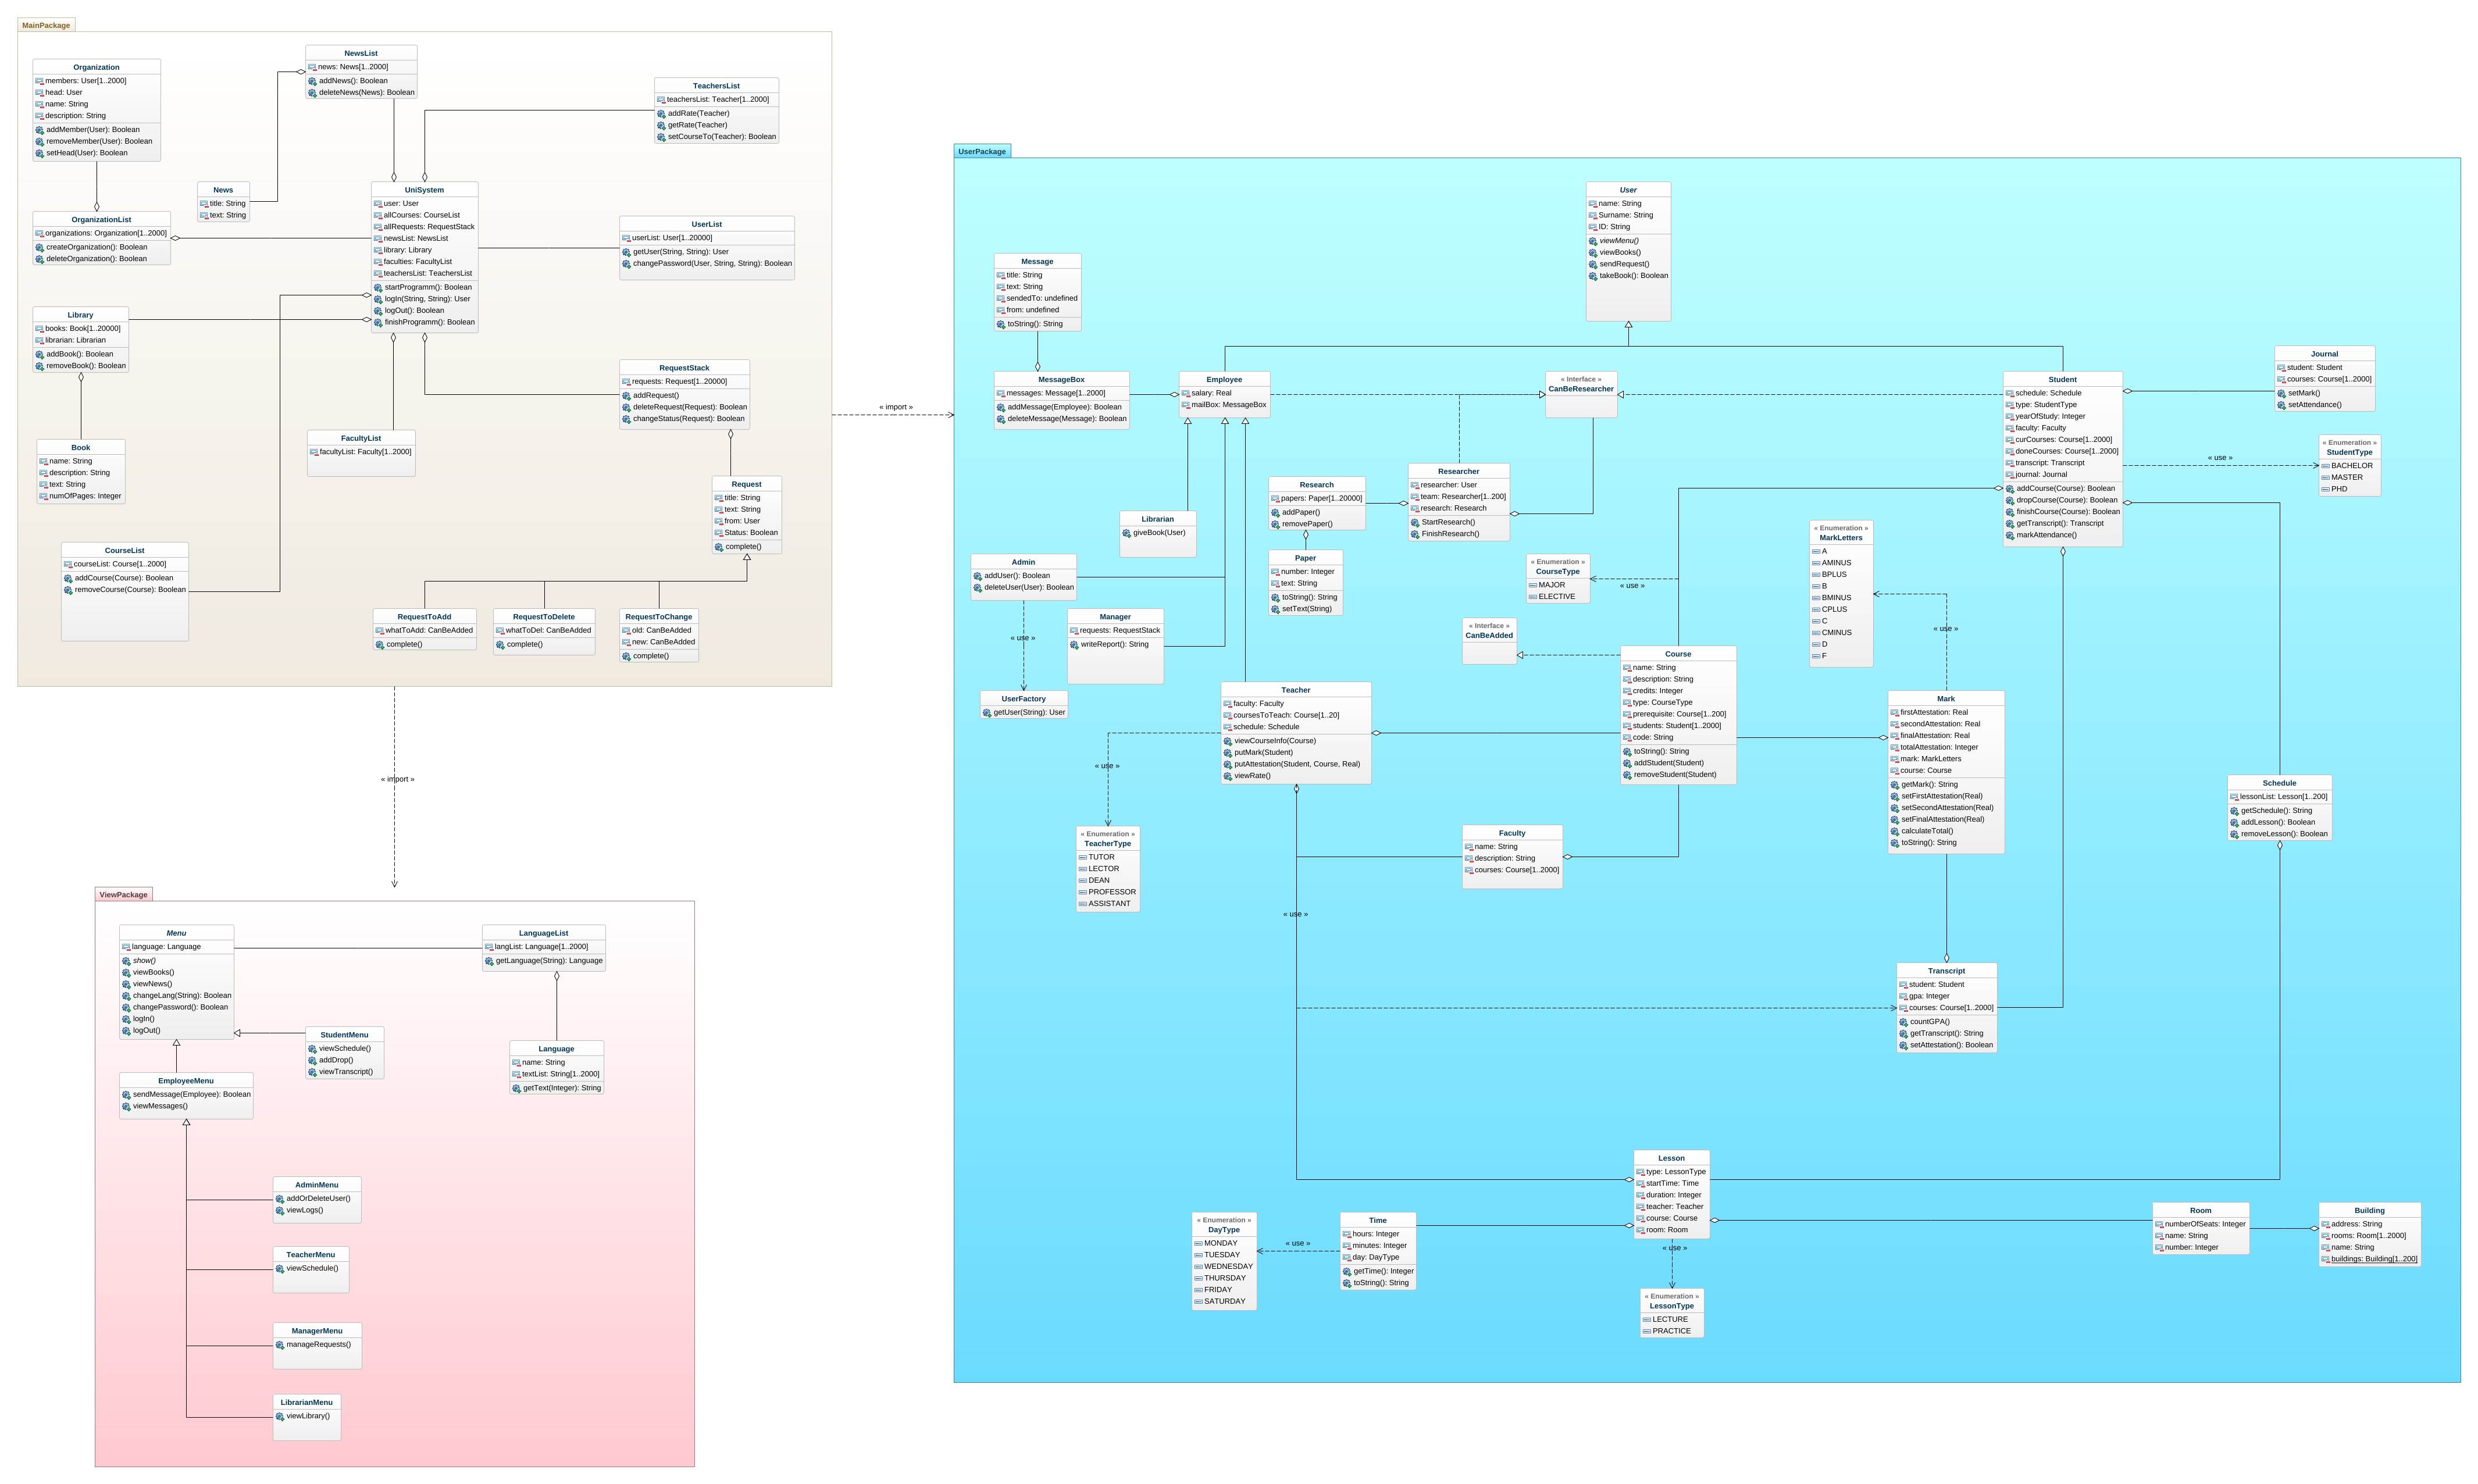 MainPackage
Organization
members: User[1..2000]
head: User
name: String
description: String
addMember(User): Boolean
removeMember(User): Boolean
setHead(User): Boolean
NewsList
news: News[1..2000]
addNews(): Boolean
deleteNews(News): Boolean
TeachersList
teachersList: Teacher[1..2000]
addRate(Teacher)
getRate(Teacher)
setCourseTo(Teacher): Boolean
News
title: String
text: String
OrganizationList
organizations: Organization[1..2000]
createOrganization(): Boolean
deleteOrganization(): Boolean
UniSystem
user: User
allCourses: CourseList
allRequests: RequestStack
newsList: NewsList
library: Library
faculties: FacultyList
teachersList: TeachersList
startProgramm(): Boolean
logIn(String, String): User
logOut(): Boolean
finishProgramm(): Boolean
UserList
userList: User[1..20000]
getUser(String, String): User
changePassword(User, String, String): Boolean
Library
books: Book[1..20000]
librarian: Librarian
addBook(): Boolean
removeBook(): Boolean
RequestStack
requests: Request[1..20000]
addRequest()
deleteRequest(Request): Boolean
changeStatus(Request): Boolean
Book
name: String
description: String
text: String
numOfPages: Integer
FacultyList
facultyList: Faculty[1..2000]
Request
title: String
text: String
from: User
Status: Boolean
complete()
CourseList
courseList: Course[1..2000]
addCourse(Course): Boolean
removeCourse(Course): Boolean
RequestToAdd
whatToAdd: CanBeAdded
complete()
RequestToDelete
whatToDel: CanBeAdded
complete()
RequestToChange
old: CanBeAdded
new: CanBeAdded
complete()
« import »
« import »
ViewPackage
Menu
language: Language
show()
viewBooks()
viewNews()
changeLang(String): Boolean
changePassword(): Boolean
logIn()
logOut()
LanguageList
langList: Language[1..2000]
getLanguage(String): Language
StudentMenu
viewSchedule()
addDrop()
viewTranscript()
Language
name: String
textList: String[1..2000]
getText(Integer): String
EmployeeMenu
sendMessage(Employee): Boolean
viewMessages()
AdminMenu
addOrDeleteUser()
viewLogs()
TeacherMenu
viewSchedule()
ManagerMenu
manageRequests()
LibrarianMenu
viewLibrary()
UserPackage
User
name: String
Surname: String
ID: String
viewMenu()
viewBooks()
sendRequest()
takeBook(): Boolean
Message
title: String
text: String
sendedTo: undefined
from: undefined
toString(): String
MessageBox
messages: Message[1..2000]
addMessage(Employee): Boolean
deleteMessage(Message): Boolean
Employee
salary: Real
mailBox: MessageBox
« Interface »
CanBeResearcher
Student
schedule: Schedule
type: StudentType
yearOfStudy: Integer
faculty: Faculty
curCourses: Course[1..2000]
doneCourses: Course[1..2000]
transcript: Transcript
journal: Journal
addCourse(Course): Boolean
dropCourse(Course): Boolean
finishCourse(Course): Boolean
getTranscript(): Transcript
markAttendance()
Journal
student: Student
courses: Course[1..2000]
setMark()
setAttendance()
« Enumeration »
StudentType
BACHELOR
MASTER
PHD
« use »
Research
papers: Paper[1..20000]
addPaper()
removePaper()
Researcher
researcher: User
team: Researcher[1..200]
research: Research
StartResearch()
FinishResearch()
Librarian
giveBook(User)
Admin
addUser(): Boolean
deleteUser(User): Boolean
Paper
number: Integer
text: String
toString(): String
setText(String)
« Enumeration »
CourseType
MAJOR
ELECTIVE
« use »
« Enumeration »
MarkLetters
A
AMINUS
BPLUS
B
BMINUS
CPLUS
C
CMINUS
D
F
« use »
Manager
requests: RequestStack
writeReport(): String
« use »
« Interface »
CanBeAdded
UserFactory
getUser(String): User
Teacher
faculty: Faculty
coursesToTeach: Course[1..20]
schedule: Schedule
viewCourseInfo(Course)
putMark(Student)
putAttestation(Student, Course, Real)
viewRate()
Course
name: String
description: String
credits: Integer
type: CourseType
prerequisite: Course[1..200]
students: Student[1..2000]
code: String
toString(): String
addStudent(Student)
removeStudent(Student)
Mark
firstAttestation: Real
secondAttestation: Real
finalAttestation: Real
totalAttestation: Integer
mark: MarkLetters
course: Course
getMark(): String
setFirstAttestation(Real)
setSecondAttestation(Real)
setFinalAttestation(Real)
calculateTotal()
toString(): String
« use »
« Enumeration »
TeacherType
TUTOR
LECTOR
DEAN
PROFESSOR
ASSISTANT
Faculty
name: String
description: String
courses: Course[1..2000]
Schedule
lessonList: Lesson[1..200]
getSchedule(): String
addLesson(): Boolean
removeLesson(): Boolean
« use »
Transcript
student: Student
gpa: Integer
courses: Course[1..2000]
countGPA()
getTranscript(): String
setAttestation(): Boolean
Lesson
type: LessonType
startTime: Time
duration: Integer
teacher: Teacher
course: Course
room: Room
« Enumeration »
DayType
MONDAY
TUESDAY
WEDNESDAY
THURSDAY
FRIDAY
SATURDAY
« use »
Time
hours: Integer
minutes: Integer
day: DayType
getTime(): Integer
toString(): String
« use »
« Enumeration »
LessonType
LECTURE
PRACTICE
Room
numberOfSeats: Integer
name: String
number: Integer
Building
address: String
rooms: Room[1..2000]
name: String
buildings: Building[1..200]